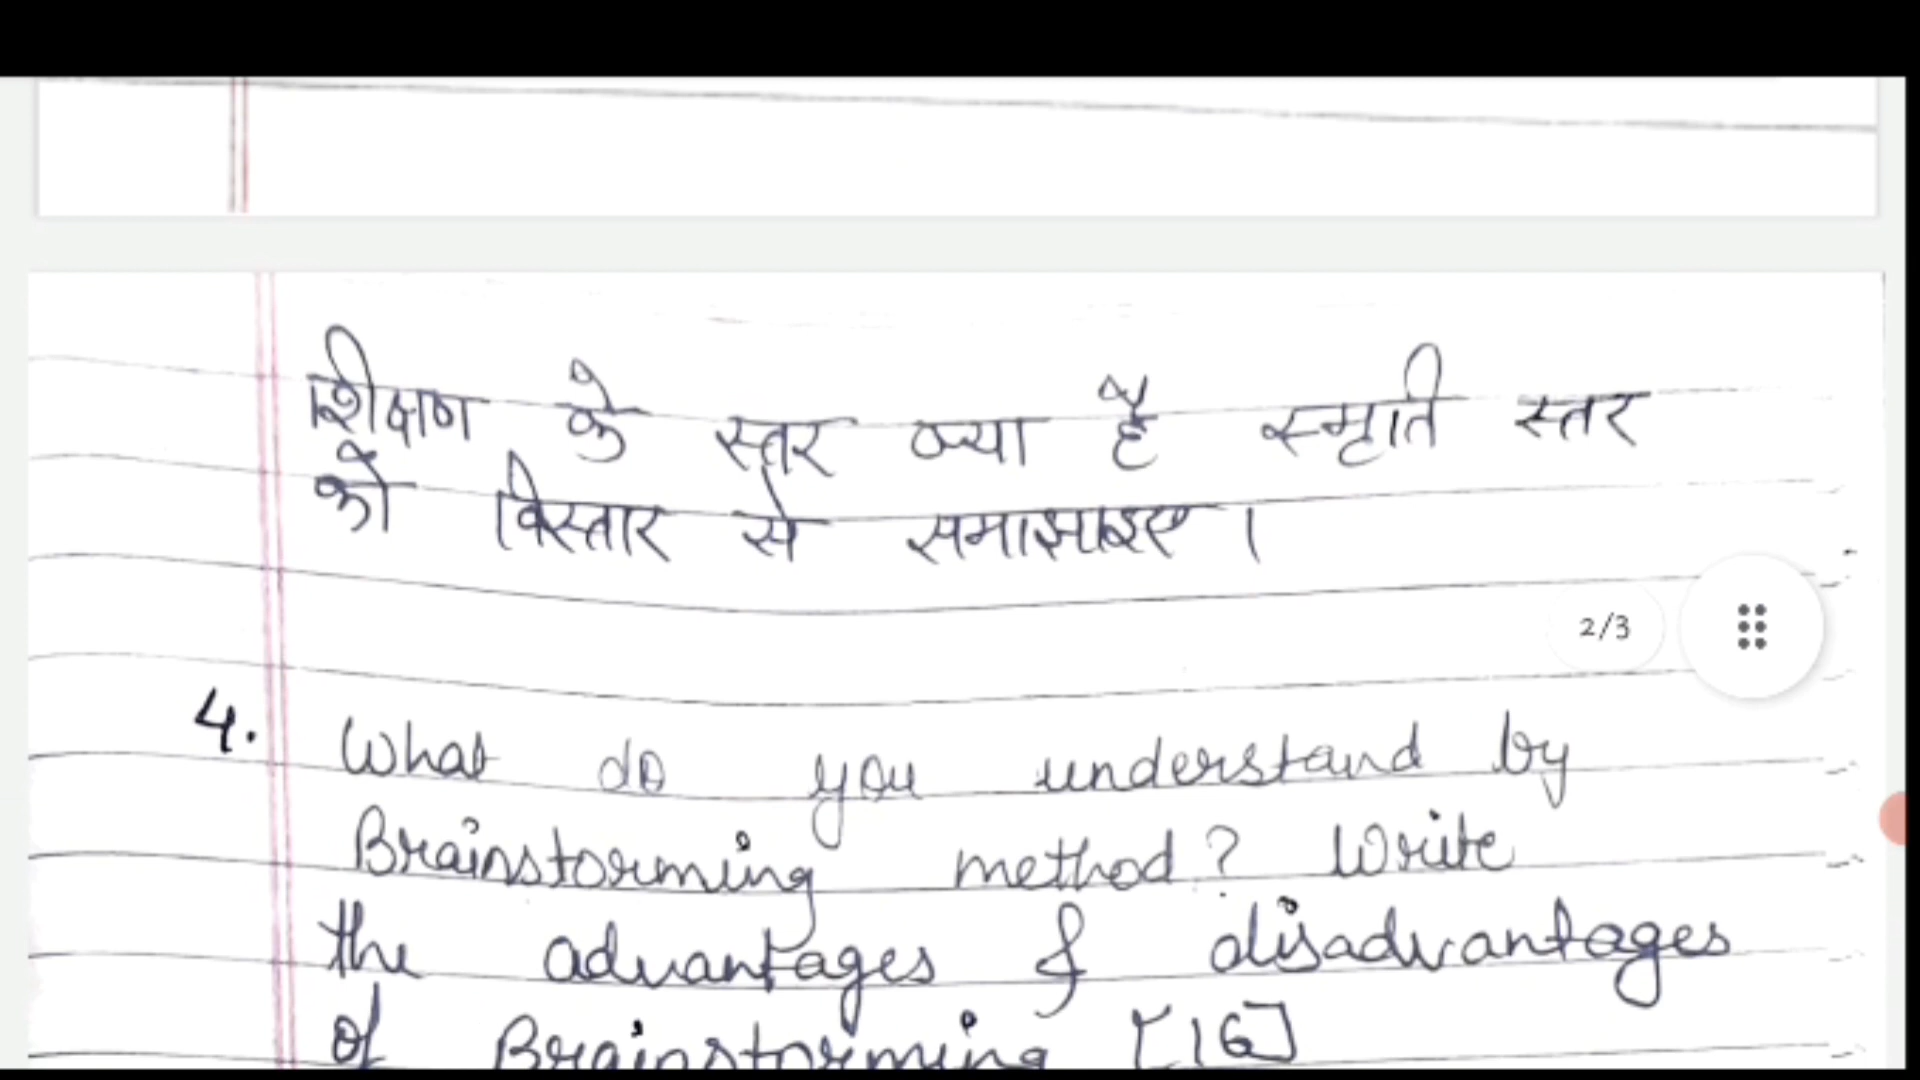 शिक्षण के स्तर क्या है स्मृति स्तर
को विस्तार से समाझाइए ।
2/3
4. What do you understand by
Brainstorming method? Write
the advantages & disadvantages
of Brainstorming [16]